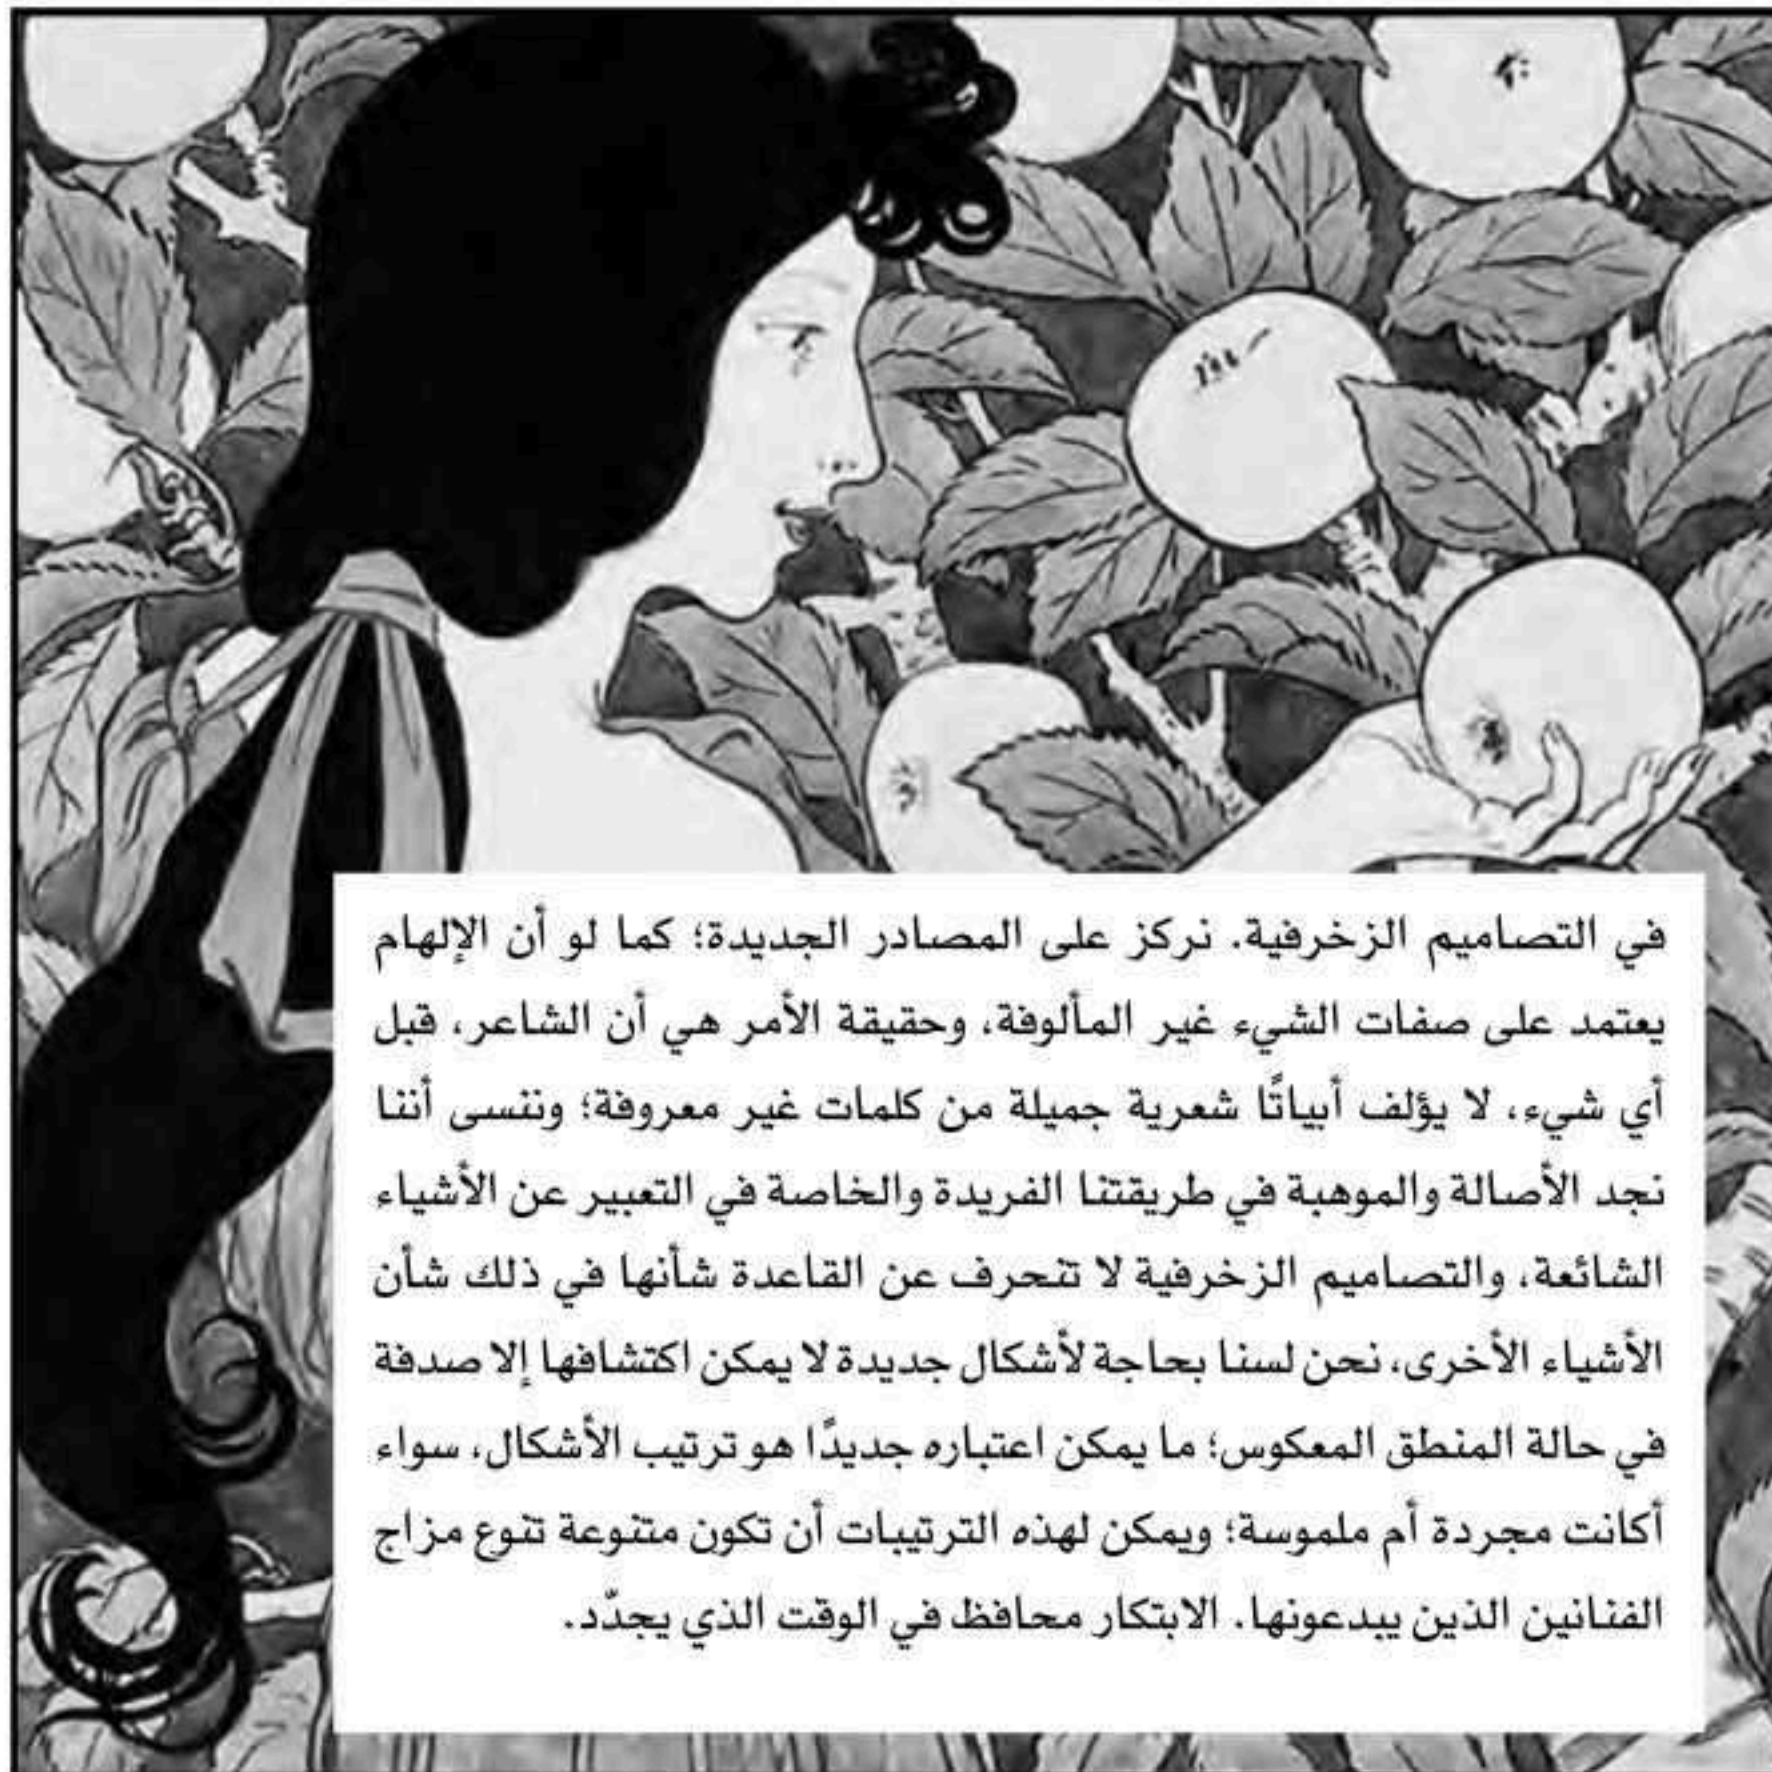 في التصاميم الزخرفية. نركز على المصادر الجديدة؛ كما لو أن الإلهام
يعتمد على صفات الشيء غير المألوفة، وحقيقة الأمر هي أن الشاعر، قبل
أي شيء، لا يؤلف أبياتًا شعرية جميلة من كلمات غير معروفة؛ وننسى أننا
نجد الأصالة والموهبة في طريقتنا الفريدة والخاصة في التعبير عن الأشياء
الشائعة، والتصاميم الزخرفية لا تنحرف عن القاعدة شأنها في ذلك شأن
الأشياء الأخرى، نحن لسنا بحاجة لأشكال جديدة لا يمكن اكتشافها إلا صدفة
في حالة المنطق المعكوس؛ ما يمكن اعتباره جديدًا هو ترتيب الأشكال، سواء
أكانت مجردة أم ملموسة؛ ويمكن لهذه الترتيبات أن تكون متنوعة تنوع مزاج
الفنانين الذين يبدعونها. الابتكار محافظ في الوقت الذي يجدّد.